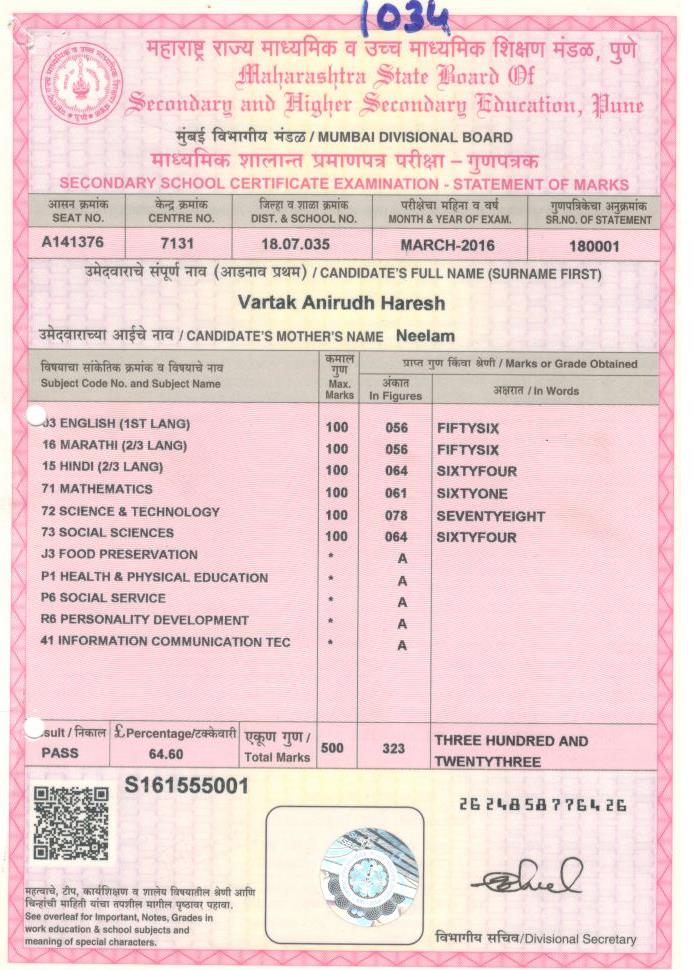 1034
महाराष्ट्र राज्य माध्यमिक व उच्च माध्यमिक शिक्षण मंडळ, पुणे
Maharashtra State Board Of
Secondary and Higher Secondary Education, Pune
मुंबई विभागीय मंडळ / MUMBAI DIVISIONAL BOARD
माध्यमिक शालान्त प्रमाणपत्र परीक्षा – गुणपत्रक
SECONDARY SCHOOL CERTIFICATE EXAMINATION - STATEMENT OF MARKS
आसन क्रमांक केन्द्र क्रमांक जिल्हा व शाळा क्रमांक परीक्षेचा महिना व वर्ष गुणपत्रिकेचा अनुक्रमांक
SEAT NO. CENTRE NO. DIST. & SCHOOL NO. MONTH & YEAR OF EXAM. SR.NO. OF STATEMENT
A141376 7131 18.07.035 MARCH-2016 180001
उमेदवाराचे संपूर्ण नाव (आडनाव प्रथम) / CANDIDATE'S FULL NAME (SURNAME FIRST)
Vartak Anirudh Haresh
उमेदवाराच्या आईचे नाव / CANDIDATE'S MOTHER'S NAME Neelam
विषयाचा सांकेतिक क्रमांक व विषयाचे नाव
Subject Code No. and Subject Name
कमाल
गुण
Max.
Marks
प्राप्त गुण किंवा श्रेणी / Marks or Grade Obtained
अंकात
In Figures
अक्षरात / In Words
03 ENGLISH (1ST LANG) 100 056 FIFTYSIX
16 MARATHI (2/3 LANG) 100 056 FIFTYSIX
15 HINDI (2/3 LANG) 100 064 SIXTYFOUR
71 MATHEMATICS 100 061 SIXTYONE
72 SCIENCE & TECHNOLOGY 100 078 SEVENTYEIGHT
73 SOCIAL SCIENCES 100 064 SIXTYFOUR
J3 FOOD PRESERVATION * A
P1 HEALTH & PHYSICAL EDUCATION * A
P6 SOCIAL SERVICE * A
R6 PERSONALITY DEVELOPMENT * A
41 INFORMATION COMMUNICATION TEC * A
sult / निकाल
PASS
£ Percentage/टक्केवारी
64.60
एकूण गुण /
Total Marks
500 323 THREE HUNDRED AND
TWENTYTHREE
S161555001
2624858776426
महत्वाचे, टीप, कार्यशिक्षण व शालेय विषयातील श्रेणी आणि
चिन्हांची माहिती यांचा तपशील मागील पृष्ठावर पहावा.
See overleaf for Important, Notes, Grades in
work education & school subjects and
meaning of special characters.
विभागीय सचिव/Divisional Secretary